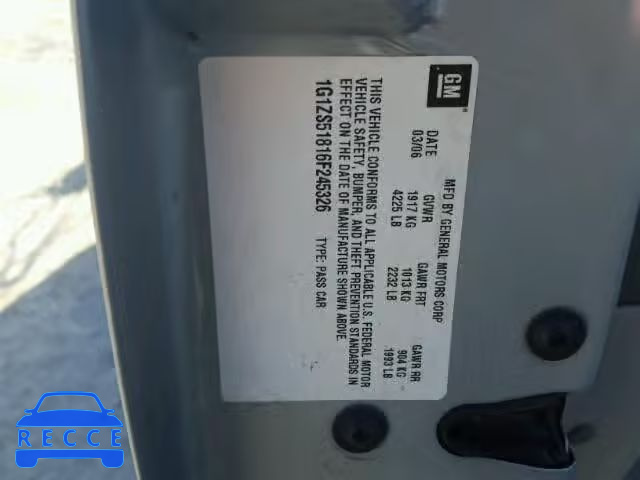 GM
MFD BY GENERAL MOTORS CORP
DATE GVWR GAWR FRT GAWR RR
03/06 1917 KG 1013 KG 904 KG
4225 LB 2232 LB 1993 LB
THIS VEHICLE CONFORMS TO ALL APPLICABLE U.S. FEDERAL MOTOR
VEHICLE SAFETY, BUMPER, AND THEFT PREVENTION STANDARDS IN
EFFECT ON THE DATE OF MANUFACTURE SHOWN ABOVE.
1G1ZS51816F245326 TYPE: PASS CAR
RECCE